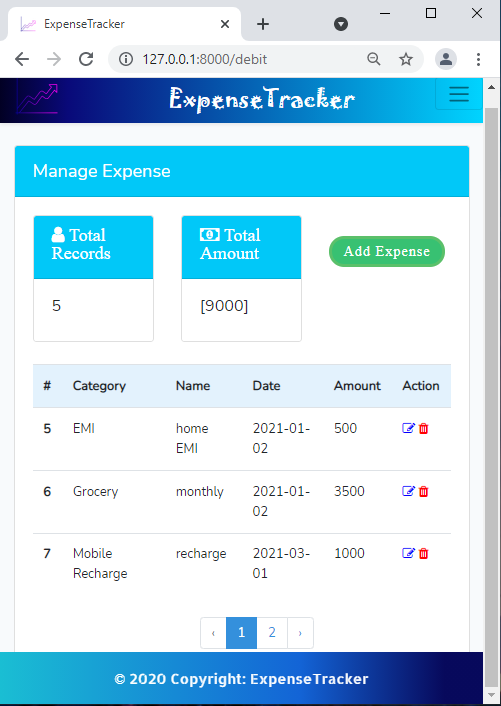 ExpenseTracker
127.0.0.1:8000/debit
ExpenseTracker
Manage Expense
Total Records
5
Total Amount
[9000]
Add Expense
# Category Name Date Amount Action
5 EMI home EMI 2021-01-02 500
6 Grocery monthly 2021-01-02 3500
7 Mobile Recharge recharge 2021-03-01 1000
‹ 1 2 ›
© 2020 Copyright: ExpenseTracker